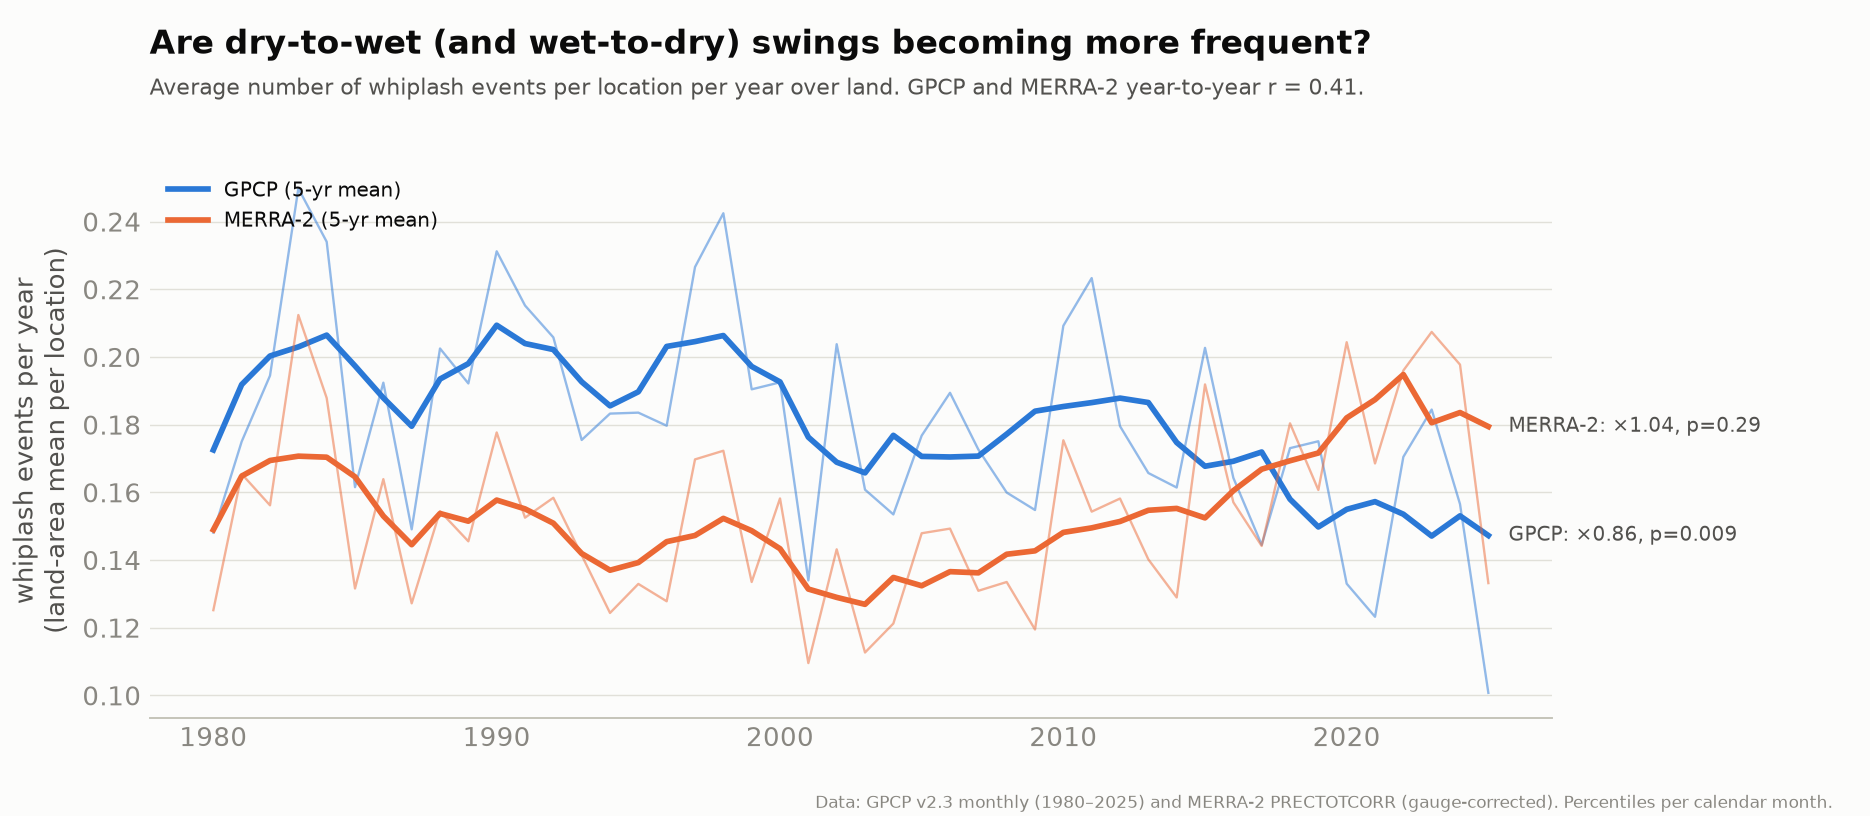 Are dry-to-wet (and wet-to-dry) swings becoming more frequent?
Average number of whiplash events per location per year over land. GPCP and MERRA-2 year-to-year r = 0.41.
GPCP (5-yr mean)
MERRA-2 (5-yr mean)
whiplash events per year
(land-area mean per location)
0.24
0.22
0.20
0.18
0.16
0.14
0.12
0.10
MERRA-2: ×1.04, p=0.29
GPCP: ×0.86, p=0.009
1980
1990
2000
2010
2020
Data: GPCP v2.3 monthly (1980–2025) and MERRA-2 PRECTOTCORR (gauge-corrected). Percentiles per calendar month.